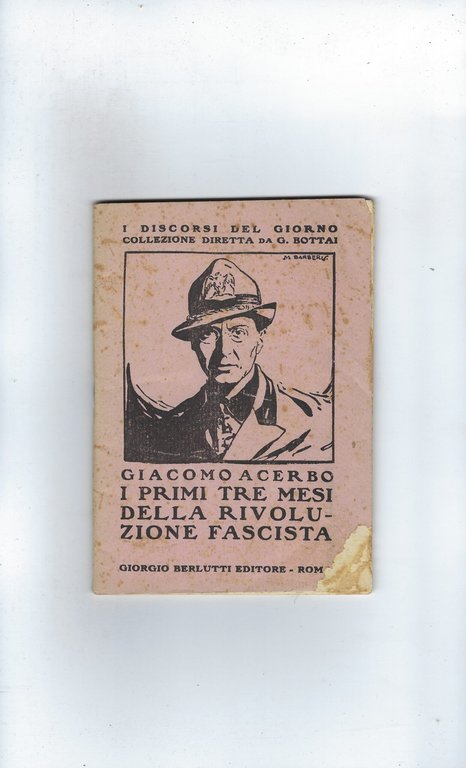 I DISCORSI DEL GIORNO
COLLEZIONE DIRETTA DA G. BOTTAI
M. BARBERIS
GIACOMO ACERBO
I PRIMI TRE MESI
DELLA RIVOLU-
ZIONE FASCISTA
GIORGIO BERLUTTI EDITORE - ROM